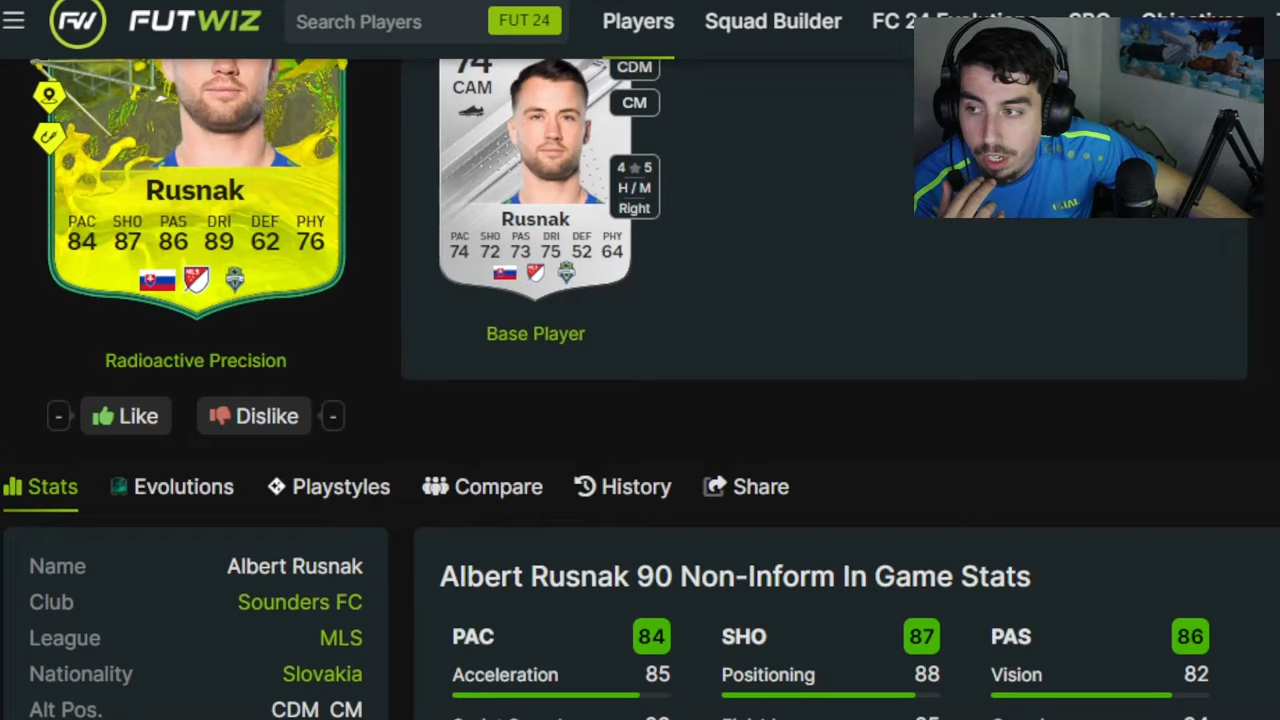 FW FUTWIZ Search Players FUT 24 Players Squad Builder FC 24
Rusnak
PAC SHO PAS DRI DEF PHY
84 87 86 89 62 76
Radioactive Precision
74
CAM
CDM
CM
4 ★ 5
H / M
Right
Rusnak
PAC SHO PAS DRI DEF PHY
74 72 73 75 52 64
Base Player
- Like Dislike -
Stats Evolutions Playstyles Compare History Share
Name Albert Rusnak
Club Sounders FC
League MLS
Nationality Slovakia
Alt Pos. CDM CM
Albert Rusnak 90 Non-Inform In Game Stats
PAC 84 SHO 87 PAS 86
Acceleration 85 Positioning 88 Vision 82